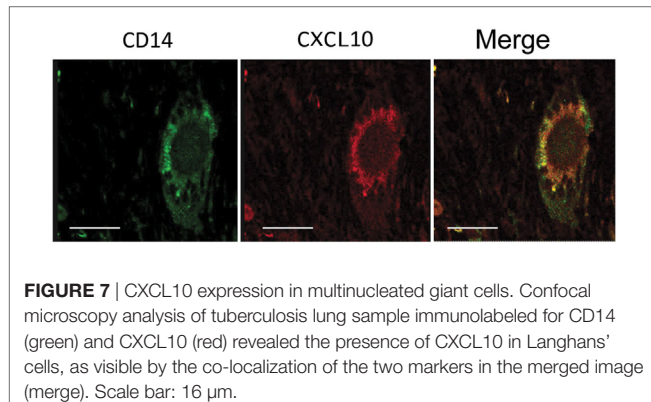 CD14 CXCL10 Merge
FIGURE 7 | CXCL10 expression in multinucleated giant cells. Confocal
microscopy analysis of tuberculosis lung sample immunolabeled for CD14
(green) and CXCL10 (red) revealed the presence of CXCL10 in Langhans'
cells, as visible by the co-localization of the two markers in the merged image
(merge). Scale bar: 16 µm.